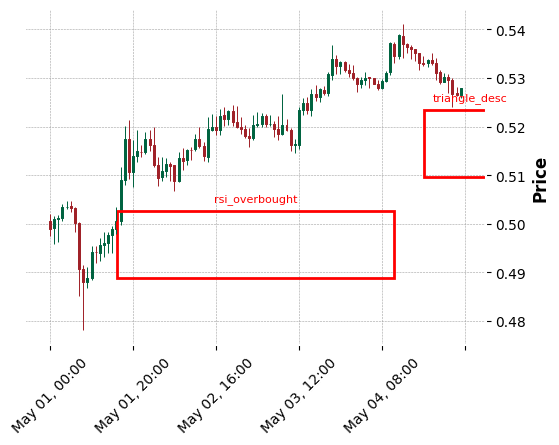 0.54
0.53
triangle_desc
0.52
0.51
rsi_overbought
0.50
0.49
0.48
Price
May 01, 00:00
May 01, 20:00
May 02, 16:00
May 03, 12:00
May 04, 08:00